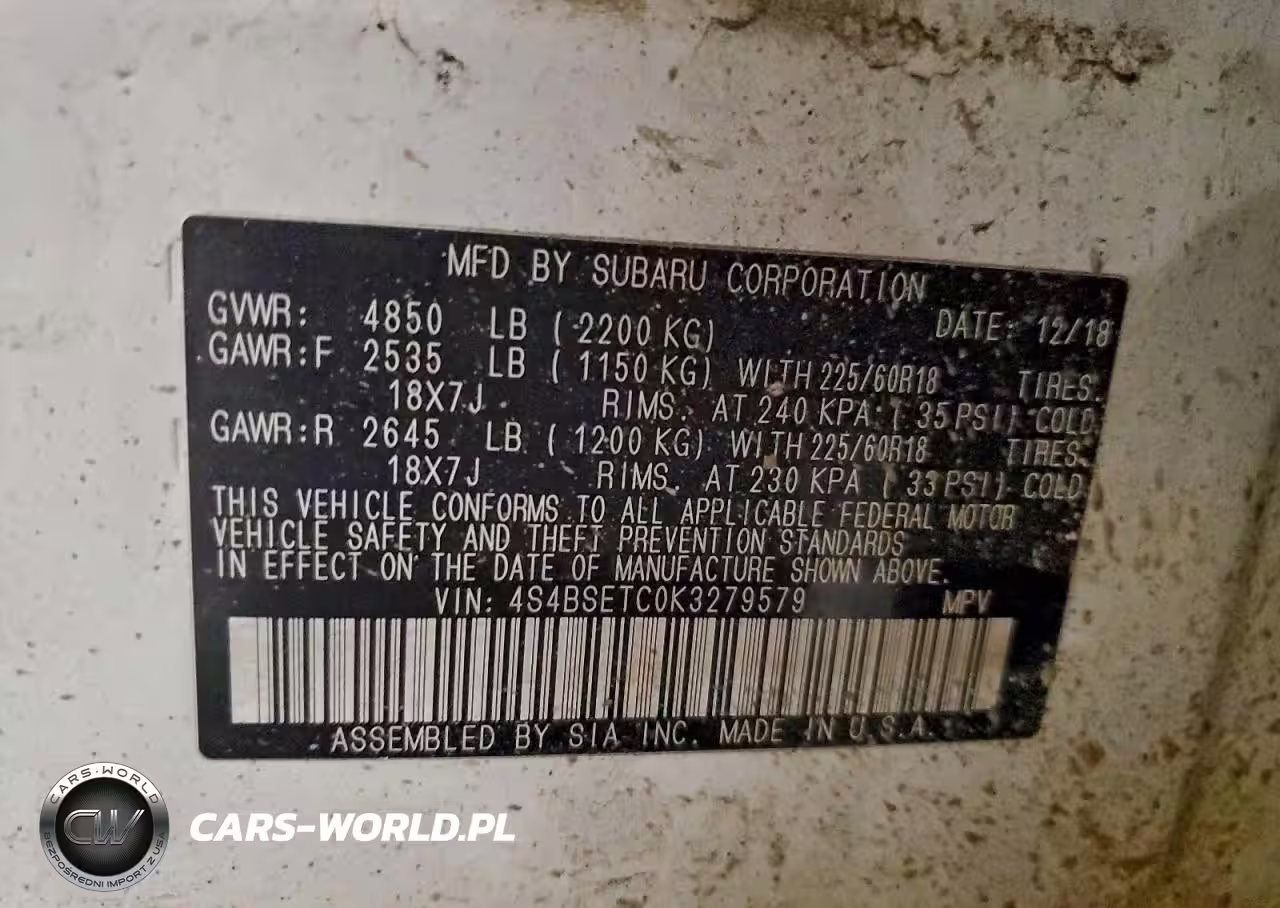 MFD BY SUBARU CORPORATION
GVWR: 4850 LB (2200 KG) DATE: 12/18
GAWR:F 2535 LB (1150 KG) WITH 225/60R18 TIRES
18X7J RIMS. AT 240 KPA (35 PSI) COLD
GAWR:R 2645 LB (1200 KG) WITH 225/60R18 TIRES
18X7J RIMS. AT 230 KPA (33 PSI) COLD
THIS VEHICLE CONFORMS TO ALL APPLICABLE FEDERAL MOTOR
VEHICLE SAFETY AND THEFT PREVENTION STANDARDS
IN EFFECT ON THE DATE OF MANUFACTURE SHOWN ABOVE.
VIN: 4S4BSETC0K3279579 MPV
ASSEMBLED BY SIA INC. MADE IN U.S.A.
CARS-WORLD
CW
BEZPOŚREDNI IMPORT Z USA
CARS-WORLD.PL